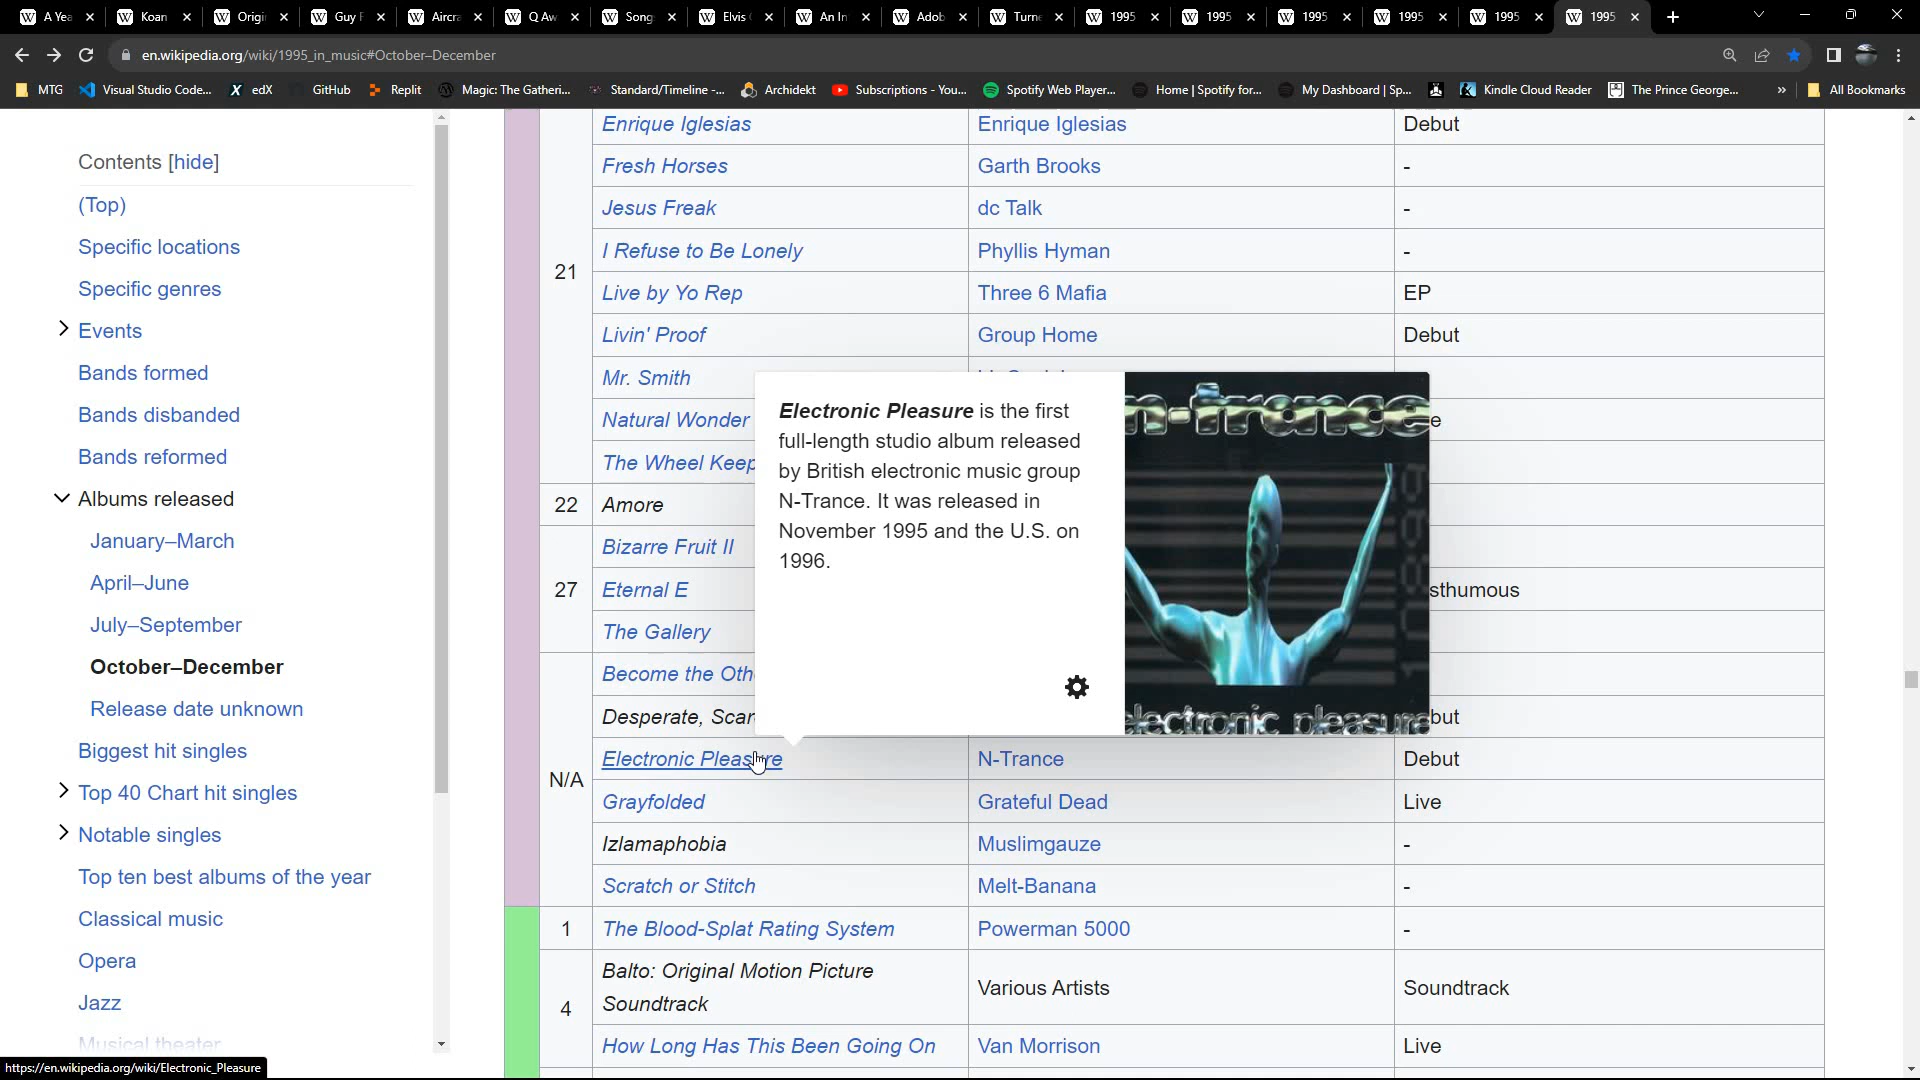 A Ye
Koan
Origi
Guy F
Aircra
Q Aw
Song
Elvis
An In
Adob
Turne
1995
1995
1995
1995
1995
1995
en.wikipedia.org/wiki/1995_in_music#October–December
MTG
Visual Studio Code...
edX
GitHub
Replit
Magic: The Gatheri...
Standard/Timeline -...
Archidekt
Subscriptions - You...
Spotify Web Player...
Home | Spotify for...
My Dashboard | Sp...
Kindle Cloud Reader
The Prince George...
»
All Bookmarks
Contents [hide]
(Top)
Specific locations
Specific genres
Events
Bands formed
Bands disbanded
Bands reformed
Albums released
January–March
April–June
July–September
October–December
Release date unknown
Biggest hit singles
Top 40 Chart hit singles
Notable singles
Top ten best albums of the year
Classical music
Opera
Jazz
Musical theater
21
Enrique Iglesias Enrique Iglesias Debut
Fresh Horses Garth Brooks -
Jesus Freak dc Talk -
I Refuse to Be Lonely Phyllis Hyman -
Live by Yo Rep Three 6 Mafia EP
Livin' Proof Group Home Debut
Mr. Smith
Natural Wonder e
The Wheel Keep
22 Amore
27
Bizarre Fruit II
Eternal E sthumous
The Gallery
N/A
Become the Oth
Desperate, Scar but
Electronic Pleasure N-Trance Debut
Grayfolded Grateful Dead Live
Izlamaphobia Muslimgauze -
Scratch or Stitch Melt-Banana -
1 The Blood-Splat Rating System Powerman 5000 -
4
Balto: Original Motion Picture
Soundtrack Various Artists Soundtrack
How Long Has This Been Going On Van Morrison Live
Electronic Pleasure is the first
full-length studio album released
by British electronic music group
N-Trance. It was released in
November 1995 and the U.S. on
1996.
n-trance
electronic pleasure
https://en.wikipedia.org/wiki/Electronic_Pleasure